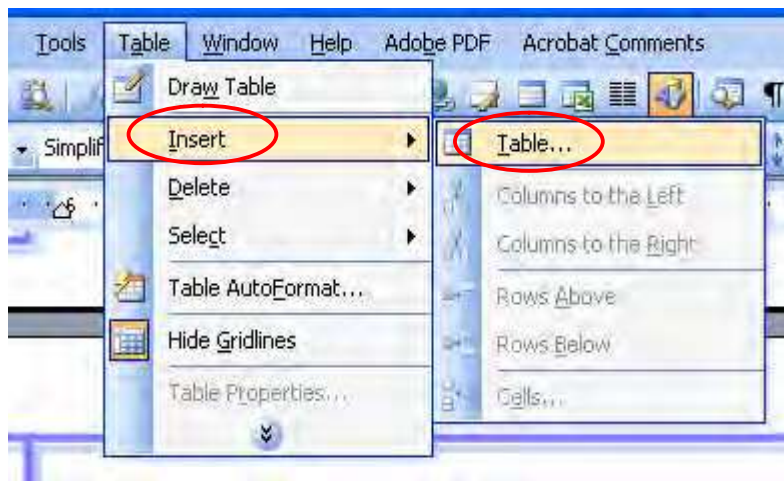 Tools Table Window Help Adobe PDF Acrobat Comments
Simplif
Draw Table
Insert
Delete
Select
Table AutoFormat...
Hide Gridlines
Table Properties...
Table...
Columns to the Left
Columns to the Right
Rows Above
Rows Below
Cells...